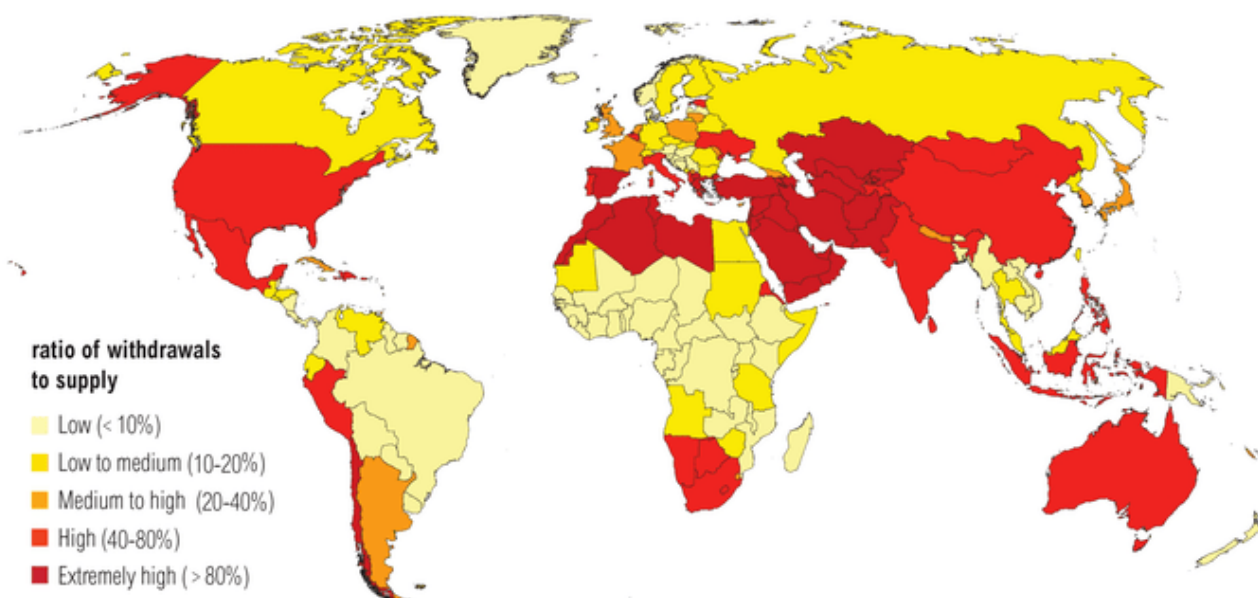 ratio of withdrawals
to supply
Low (< 10%)
Low to medium (10-20%)
Medium to high (20-40%)
High (40-80%)
Extremely high (> 80%)